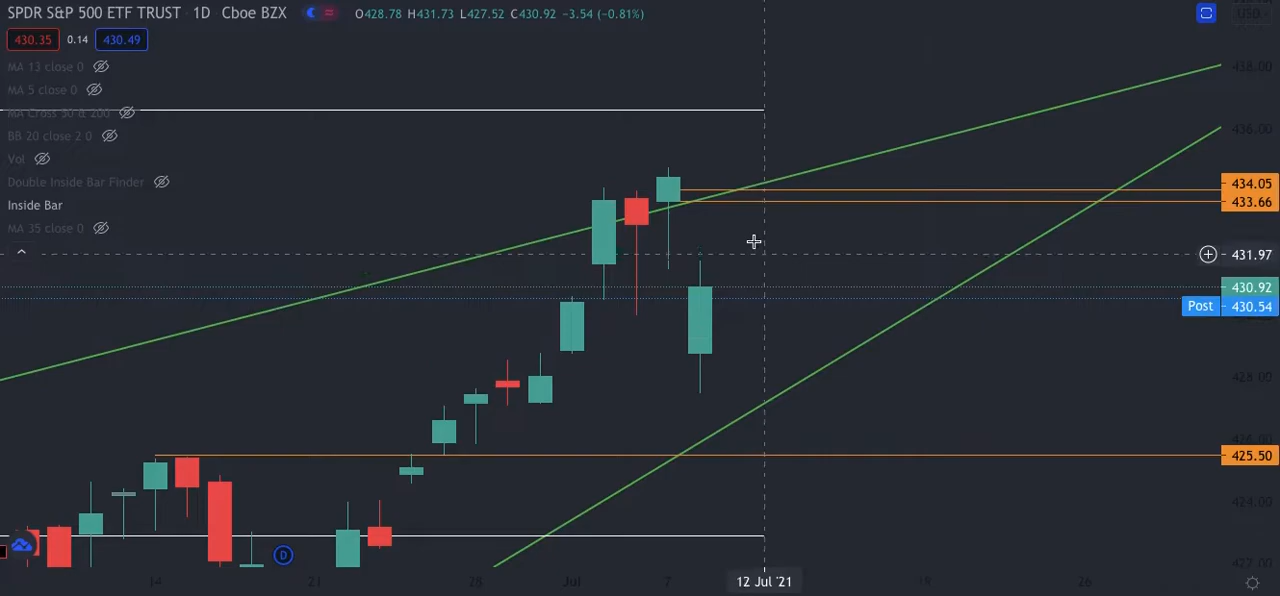 SPDR S&P 500 ETF TRUST · 1D · Cboe BZX = O428.78 H431.73 L427.52 C430.92 −3.54 (−0.81%)
USD
430.35 0.14 430.49
MA 13 close 0
438.00
MA 5 close 0
MA Cross 50 & 200
436.00
BB 20 close 2 0
Vol
Double Inside Bar Finder
434.05
Inside Bar
433.66
MA 35 close 0
431.97
430.92
Post 430.54
428.00
425.50
424.00
D
14 21 28 Jul 7 12 Jul '21 19 26